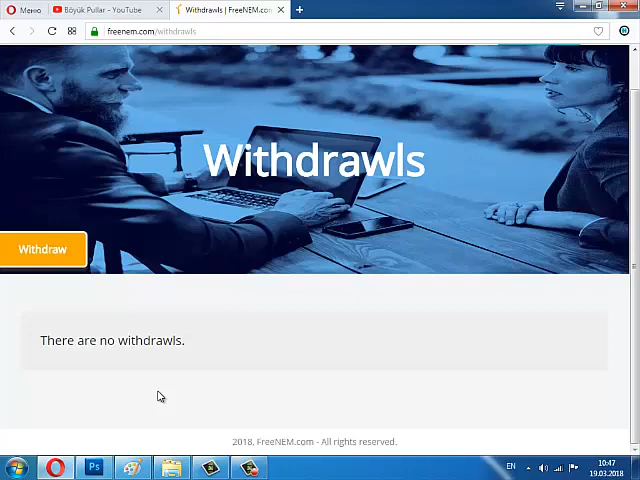 Меню
Böyük Pullar - YouTube
Withdrawls | FreeNEM.com
freenem.com/withdrawls
Withdrawls
Withdraw
There are no withdrawls.
2018, FreeNEM.com - All rights reserved.
Ps
EN
10:47
19.03.2018